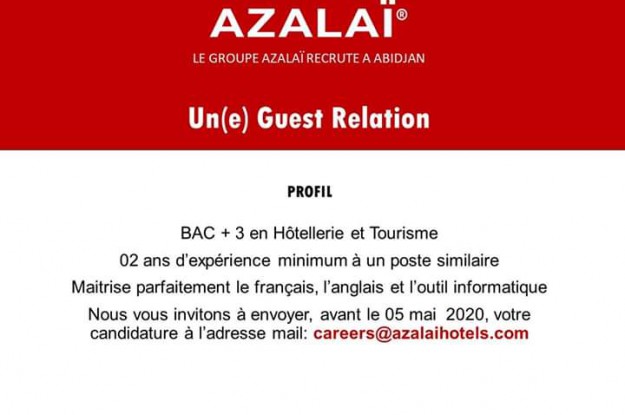 AZALAÏ®
LE GROUPE AZALAÏ RECRUTE A ABIDJAN
Un(e) Guest Relation
PROFIL
BAC + 3 en Hôtellerie et Tourisme
02 ans d'expérience minimum à un poste similaire
Maitrise parfaitement le français, l'anglais et l'outil informatique
Nous vous invitons à envoyer, avant le 05 mai 2020, votre
candidature à l'adresse mail: careers@azalaihotels.com